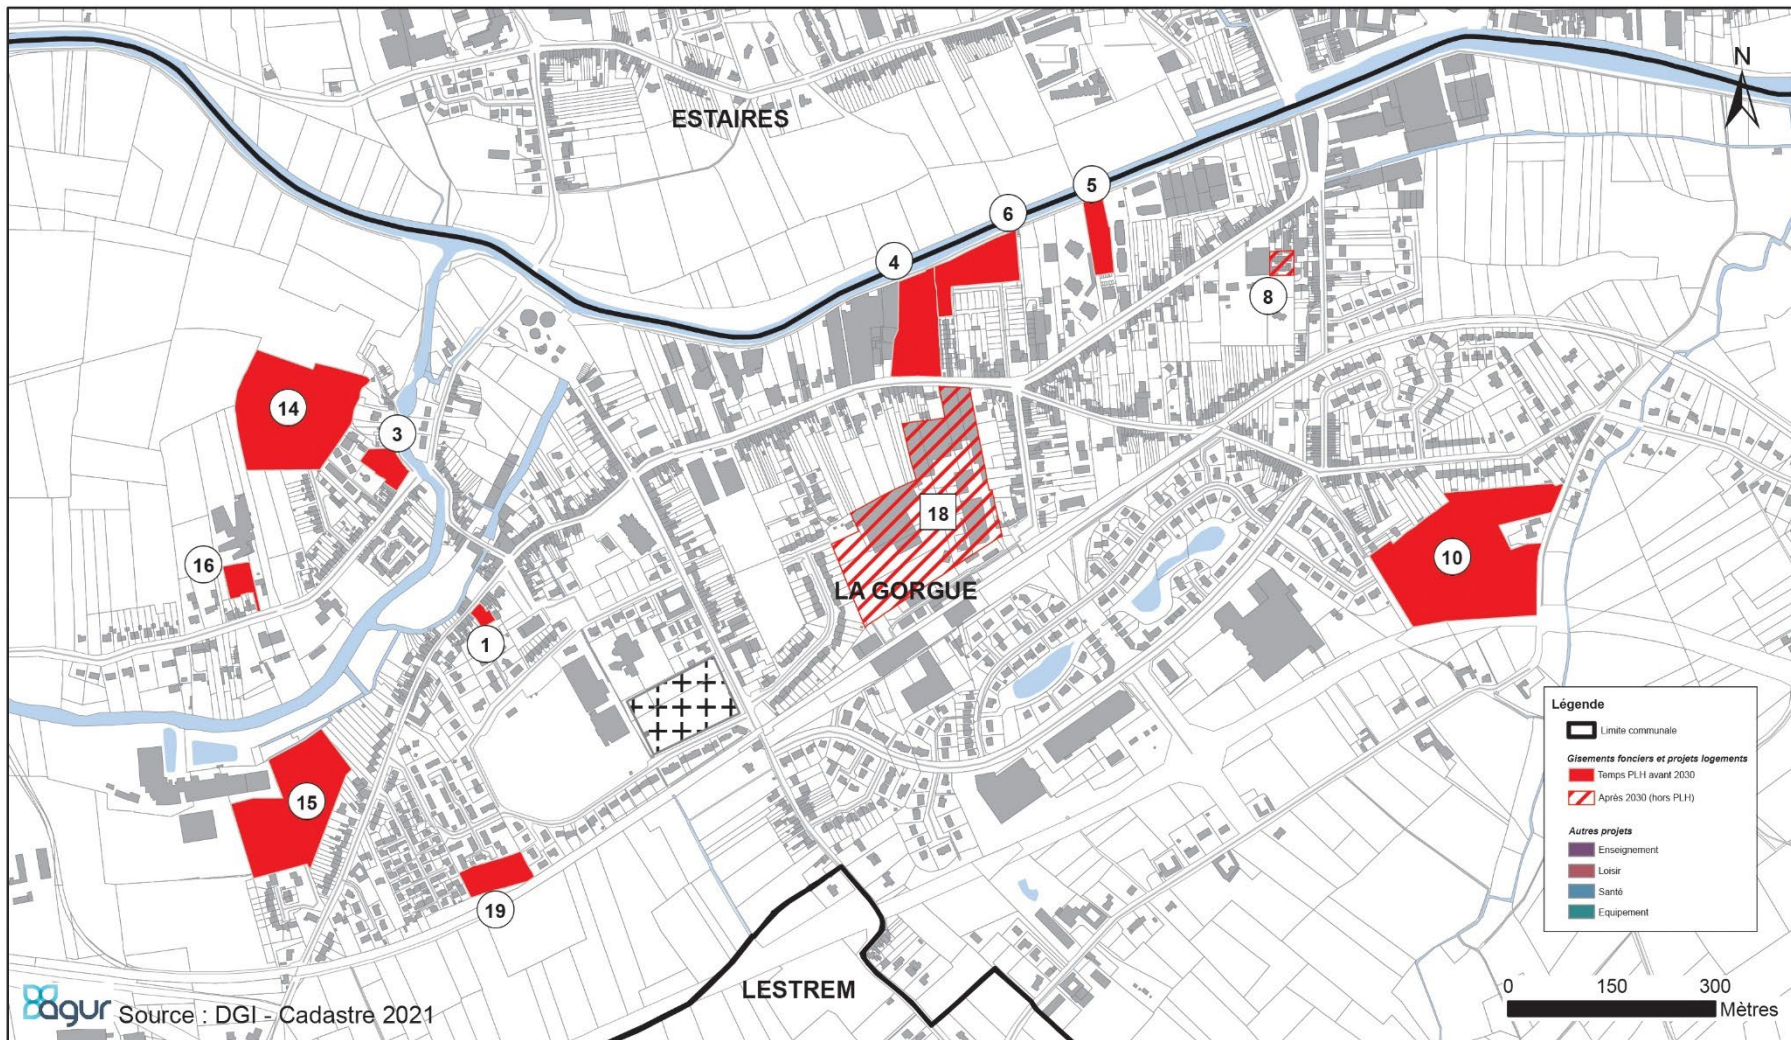 N
ESTAIRES
5
6
4
8
14
3
18
10
16
LA GORGUE
1
Légende
Limite communale
Gisements fonciers et projets logements
Temps PLH avant 2030
Après 2030 (hors PLH)
15
Autres projets
Enseignement
Loisir
Santé
Equipement
19
LESTREM
0 150 300
Mètres
agur Source : DGI - Cadastre 2021